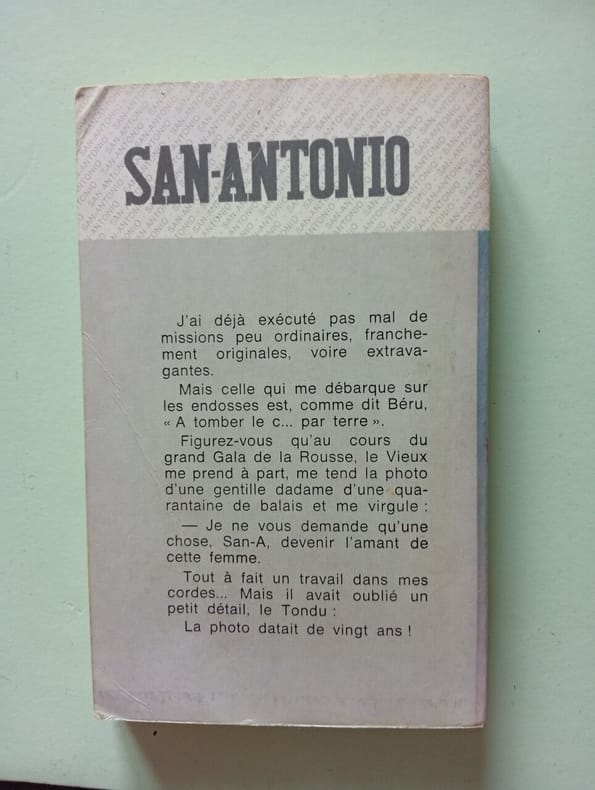 SAN-ANTONIO
J'ai déjà exécuté pas mal de
missions peu ordinaires, franche-
ment originales, voire extrava-
gantes.
Mais celle qui me débarque sur
les endosses est, comme dit Béru,
« A tomber le c... par terre ».
Figurez-vous qu'au cours du
grand Gala de la Rousse, le Vieux
me prend à part, me tend la photo
d'une gentille dadame d'une qua-
rantaine de balais et me virgule :
— Je ne vous demande qu'une
chose, San-A, devenir l'amant de
cette femme.
Tout à fait un travail dans mes
cordes... Mais il avait oublié un
petit détail, le Tondu :
La photo datait de vingt ans !